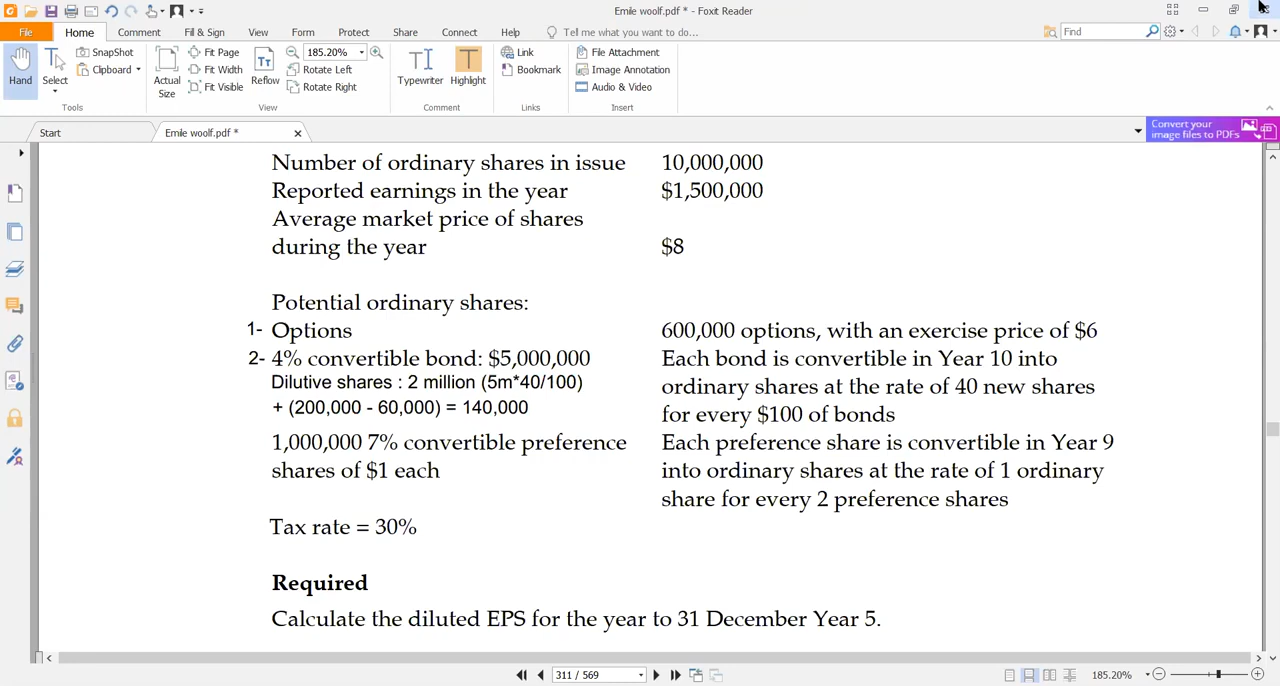 Emile woolf.pdf * - Foxit Reader
File Home Comment View Form Protect Share Connect Help Tell me what you want to do... Find
Fill & Sign
Hand
Select
SnapShot
Clipboard
Actual Size
Fit Page
Fit Width
Fit Visible
Reflow
185.20%
Rotate Left
Rotate Right
Typewriter
Highlight
Link
Bookmark
File Attachment
Image Annotation
Audio & Video
Tools View Comment Links Insert
Start Emile woolf.pdf *
Convert your image files to PDFs
Number of ordinary shares in issue 10,000,000
Reported earnings in the year $1,500,000
Average market price of shares
during the year $8
Potential ordinary shares:
1- Options 600,000 options, with an exercise price of $6
2- 4% convertible bond: $5,000,000 Each bond is convertible in Year 10 into
Dilutive shares : 2 million (5m*40/100) ordinary shares at the rate of 40 new shares
+ (200,000 - 60,000) = 140,000 for every $100 of bonds
1,000,000 7% convertible preference Each preference share is convertible in Year 9
shares of $1 each into ordinary shares at the rate of 1 ordinary
share for every 2 preference shares
Tax rate = 30%
Required
Calculate the diluted EPS for the year to 31 December Year 5.
311 / 569 185.20%